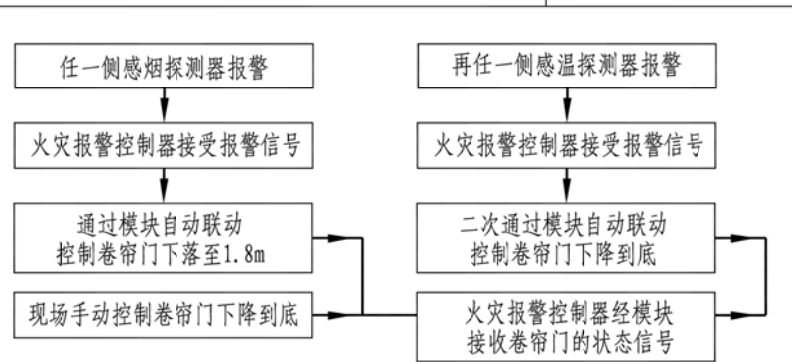 任一侧感烟探测器报警
火灾报警控制器接受报警信号
通过模块自动联动
控制卷帘门下落至1.8m
现场手动控制卷帘门下降到底
再任一侧感温探测器报警
火灾报警控制器接受报警信号
二次通过模块自动联动
控制卷帘门下降到底
火灾报警控制器经模块
接收卷帘门的状态信号